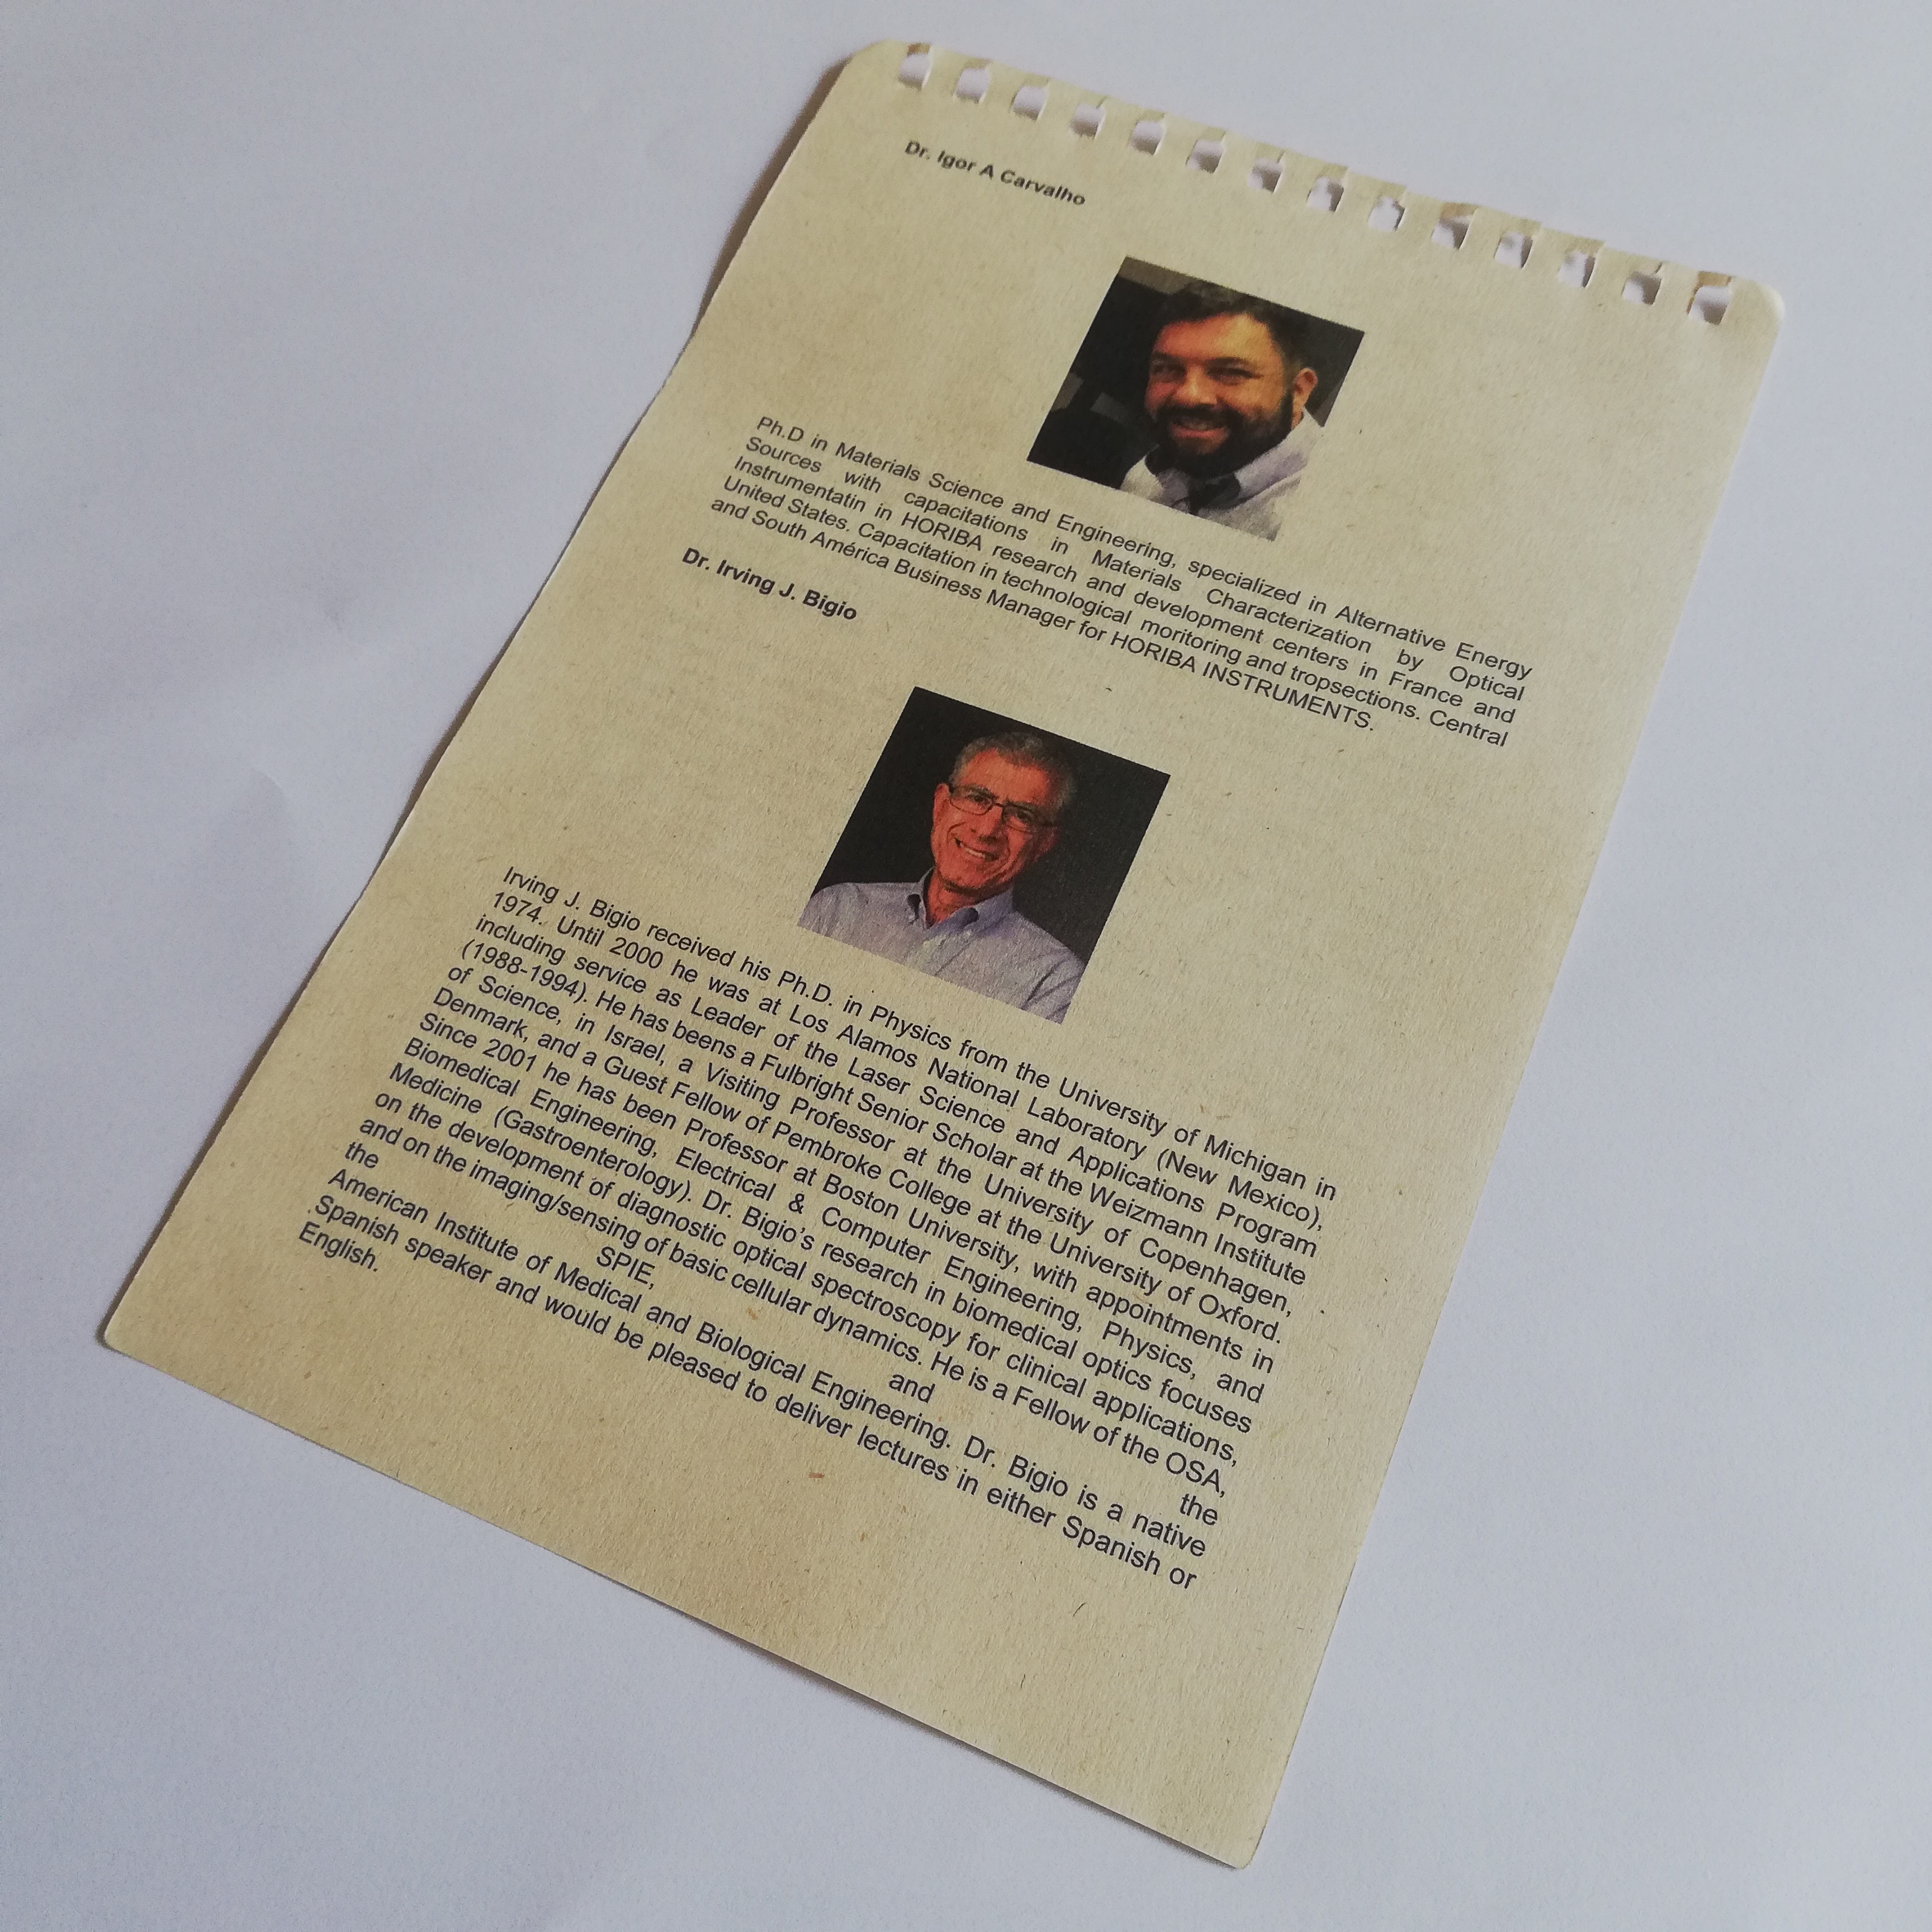 Dr. Igor A Carvalho
Ph.D in Materials Science and Engineering, specialized in Alternative Energy
Sources with capacitations in Materials Characterization by Optical
Instrumentatin in HORIBA research and development centers in France and
United States. Capacitation in technological moritoring and tropsections. Central
and South América Business Manager for HORIBA INSTRUMENTS.
Dr. Irving J. Bigio
Irving J. Bigio received his Ph.D. in Physics from the University of Michigan in
1974. Until 2000 he was at Los Alamos National Laboratory (New Mexico),
including service as Leader of the Laser Science and Applications Program
(1988-1994). He has beens a Fulbright Senior Scholar at the Weizmann Institute
of Science, in Israel, a Visiting Professor at the University of Copenhagen,
Denmark, and a Guest Fellow of Pembroke College at the University of Oxford.
Since 2001 he has been Professor at Boston University, with appointments in
Biomedical Engineering, Electrical & Computer Engineering, Physics, and
Medicine (Gastroenterology). Dr. Bigio's research in biomedical optics focuses
on the development of diagnostic optical spectroscopy for clinical applications,
and on the imaging/sensing of basic cellular dynamics. He is a Fellow of the OSA,
the SPIE, and the
American Institute of Medical and Biological Engineering. Dr. Bigio is a native
Spanish speaker and would be pleased to deliver lectures in either Spanish or
English.